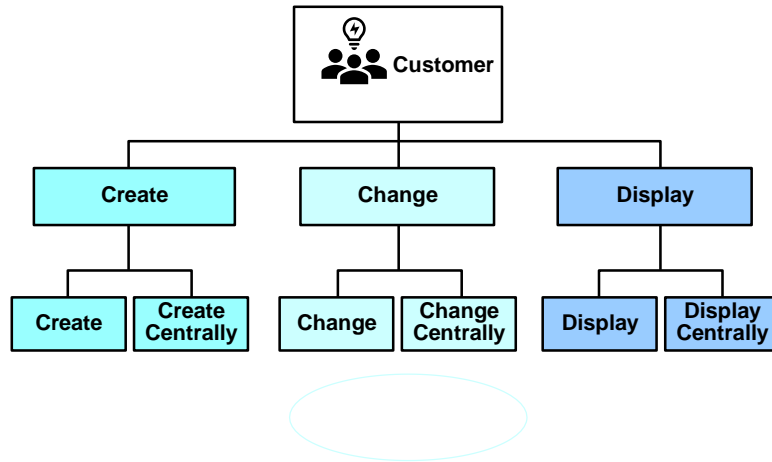 Customer
Create
Change
Display
Create
Create
Centrally
Change
Change
Centrally
Display
Display
Centrally